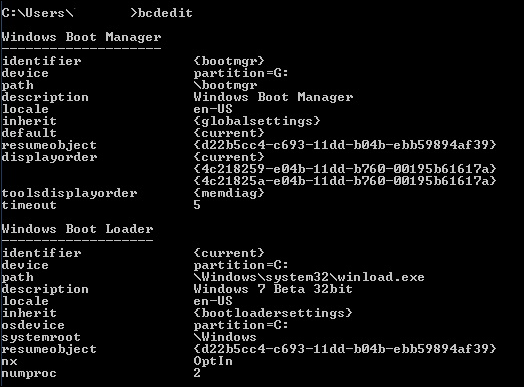 C:\Users\ >bcdedit
Windows Boot Manager
--------------------
identifier {bootmgr}
device partition=G:
path \bootmgr
description Windows Boot Manager
locale en-US
inherit {globalsettings}
default {current}
resumeobject {d22b5cc4-c693-11dd-b04b-ebb59894af39}
displayorder {current}
{4c218259-e04b-11dd-b760-00195b61617a}
{4c21825a-e04b-11dd-b760-00195b61617a}
toolsdisplayorder {memdiag}
timeout 5
Windows Boot Loader
-------------------
identifier {current}
device partition=C:
path \Windows\system32\winload.exe
description Windows 7 Beta 32bit
locale en-US
inherit {bootloadersettings}
osdevice partition=C:
systemroot \Windows
resumeobject {d22b5cc4-c693-11dd-b04b-ebb59894af39}
nx OptIn
numproc 2